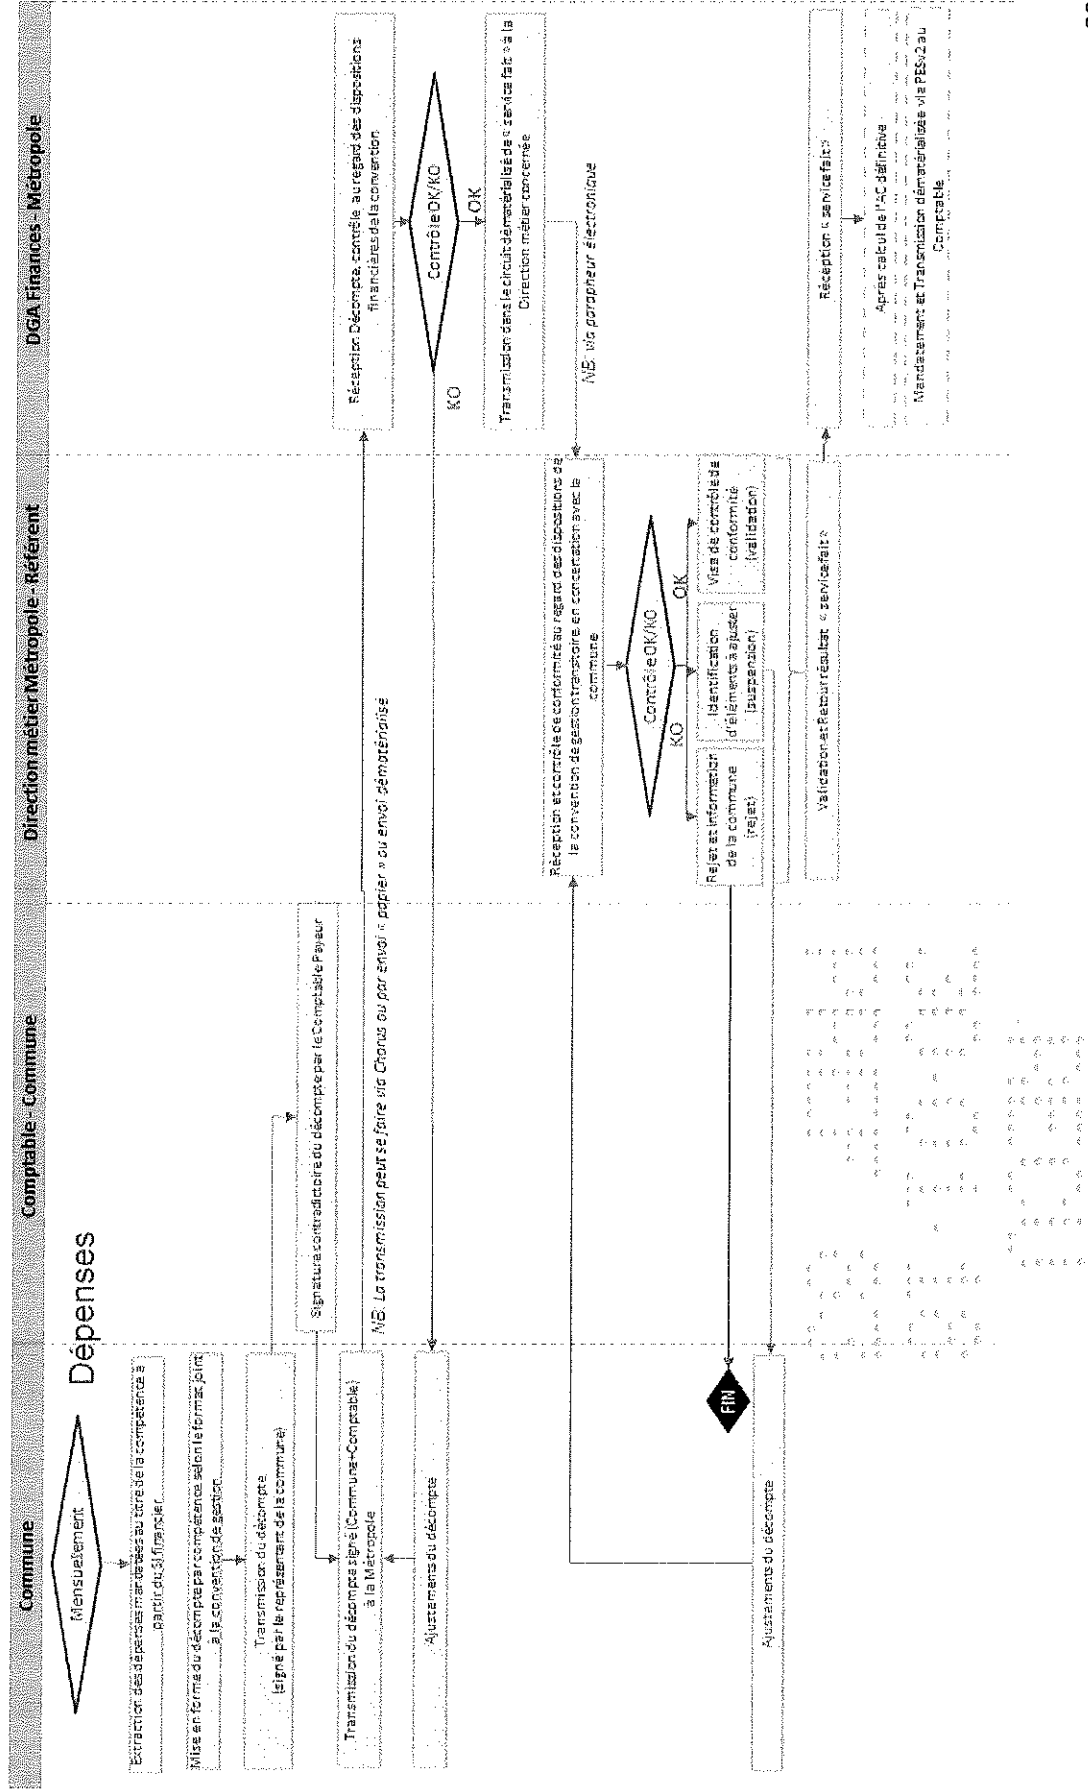 Commune
Comptable - Commune
Direction métier Métropole - Référent
DGA Finances - Métropole
Dépenses
Mensuellement
Extraction des dépenses mandatées au titre de la compétence à
partir du SI financier
Mise en forme du décompte par compétence selon le format joint
à la convention de gestion
Transmission du décompte
(signé par le représentant de la commune)
Signature contradictoire du décompte par le Comptable Payeur
Transmission du décompte signé (Commune+Comptable)
à la Métropole
NB: La transmission peut se faire via Chorus ou par envoi « papier » ou envoi dématérialisé
Réception Décompte, contrôle, au regard des dispositions
financières de la convention
Contrôle OK/KO
KO
OK
Ajustements du décompte
Transmission dans le circuit dématérialisé de « service fait » à la
Direction métier concernée
NB: via parapheur électronique
Réception et contrôle de conformité au regard des dispositions de
la convention de gestion transitoire, en concertation avec la
commune
Contrôle OK/KO
KO
OK
Rejet et information
de la commune
(rejet)
Identification
d'éléments à ajuster
(suspension)
Visa de contrôle de
conformité
(validation)
FIN
Ajustements du décompte
Validation et Retour résultat « service fait »
Réception « service fait »
Après calcul de l'AC définitive
Mandatement et Transmission dématérialisée via PESv2 au
Comptable